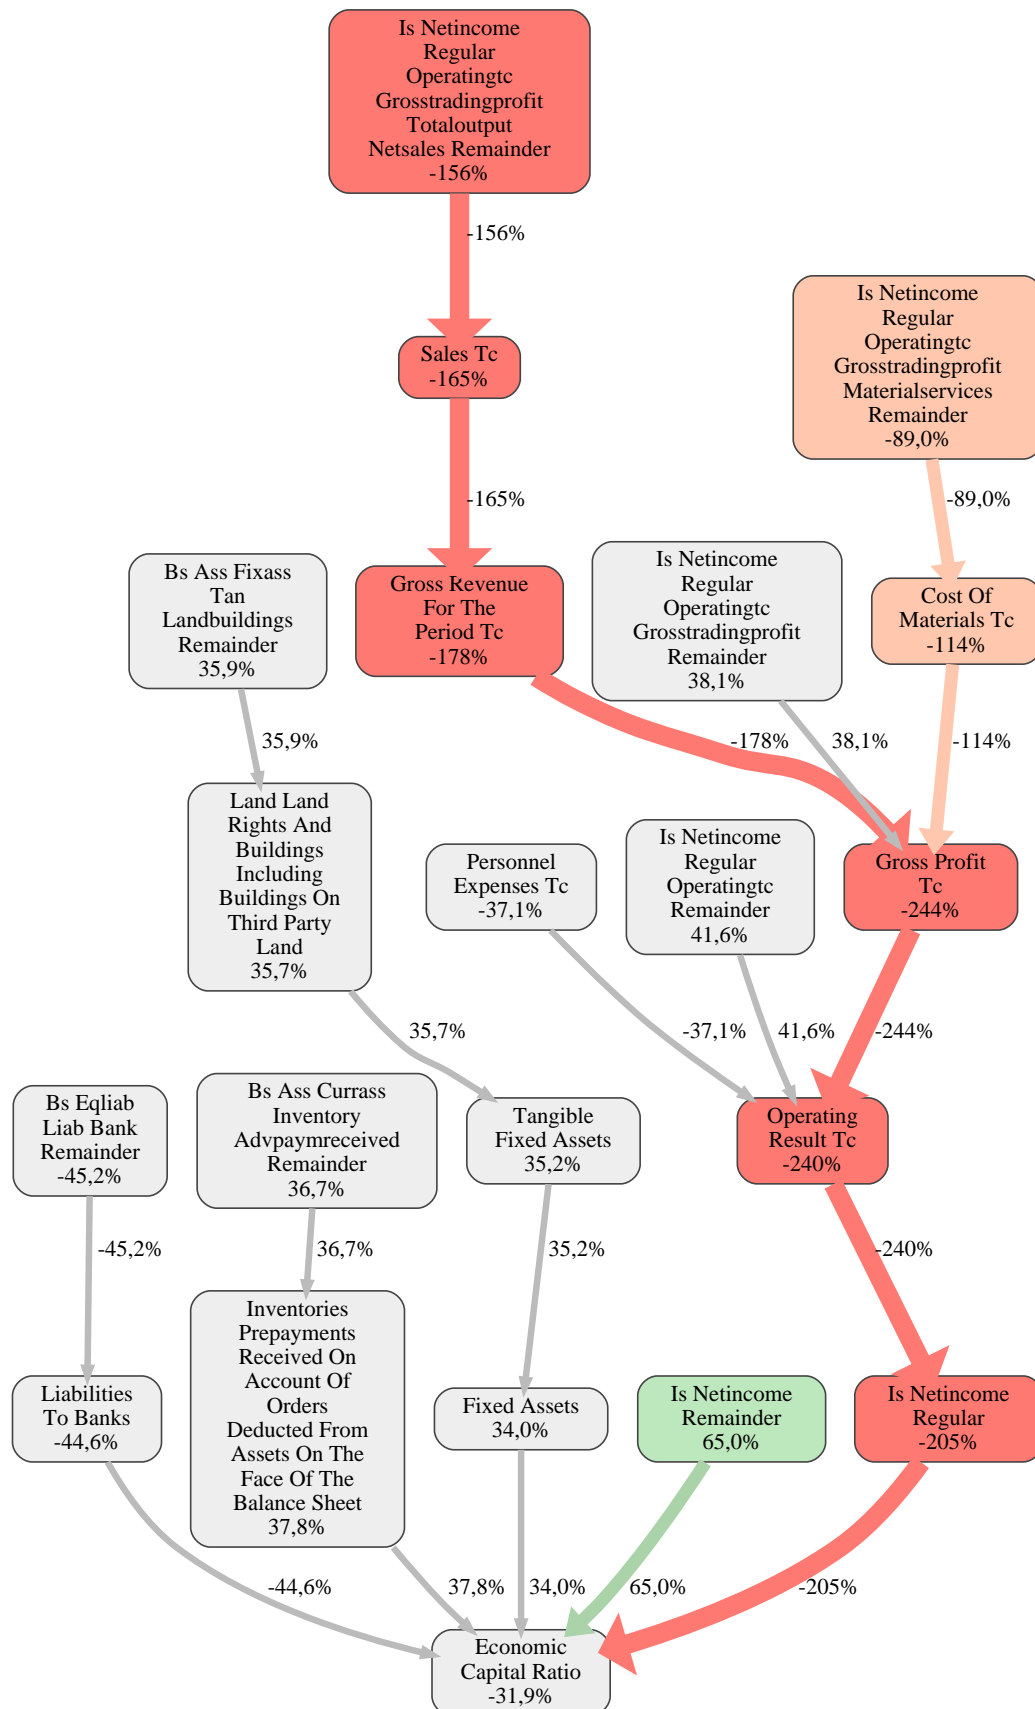 Is Netincome
Regular
Operatingtc
Grosstradingprofit
Totaloutput
Netsales Remainder
-156%
-156%
Is Netincome
Regular
Operatingtc
Grosstradingprofit
Materialservices
Remainder
-89,0%
Sales Tc
-165%
-165%
-89,0%
Bs Ass Fixass
Tan
Landbuildings
Remainder
35,9%
Gross Revenue
For The
Period Tc
-178%
Is Netincome
Regular
Operatingtc
Grosstradingprofit
Remainder
38,1%
Cost Of
Materials Tc
-114%
35,9%
-178%
38,1%
-114%
Land Land
Rights And
Buildings
Including
Buildings On
Third Party
Land
35,7%
Personnel
Expenses Tc
-37,1%
Is Netincome
Regular
Operatingtc
Remainder
41,6%
Gross Profit
Tc
-244%
35,7%
-37,1%
41,6%
-244%
Bs Eqliab
Liab Bank
Remainder
-45,2%
Bs Ass Currass
Inventory
Advpaymreceived
Remainder
36,7%
Tangible
Fixed Assets
35,2%
Operating
Result Tc
-240%
-45,2%
36,7%
35,2%
-240%
Liabilities
To Banks
-44,6%
Inventories
Prepayments
Received On
Account Of
Orders
Deducted From
Assets On The
Face Of The
Balance Sheet
37,8%
Fixed Assets
34,0%
Is Netincome
Remainder
65,0%
Is Netincome
Regular
-205%
-44,6%
37,8%
34,0%
65,0%
-205%
Economic
Capital Ratio
-31,9%